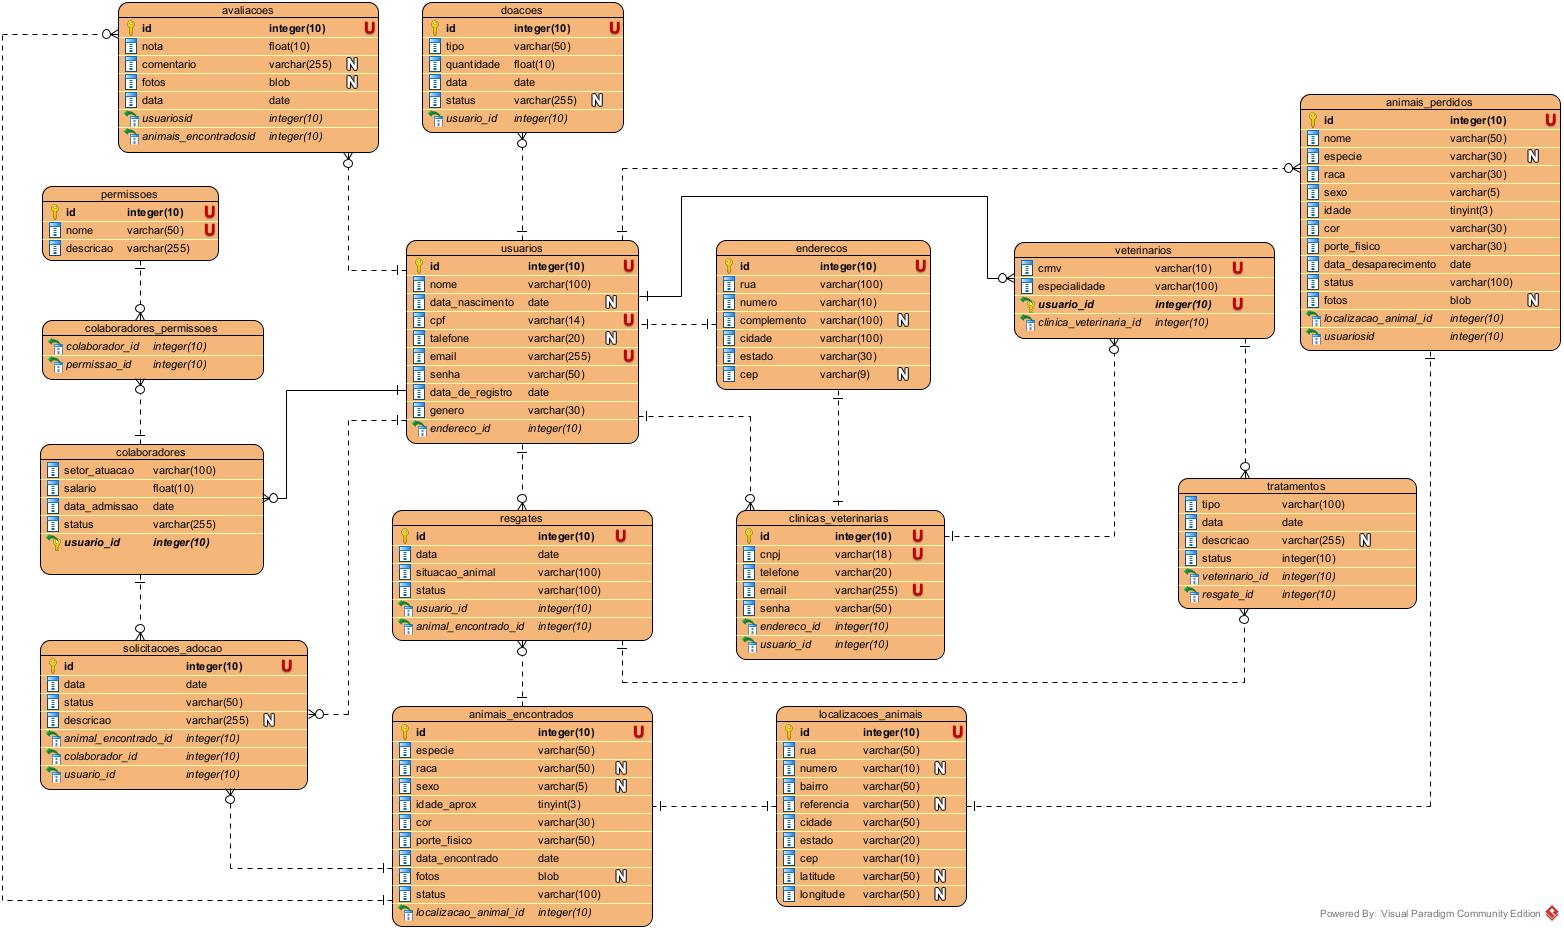 avaliacoes
id integer(10) U
nota float(10)
comentario varchar(255) N
fotos blob N
data date
usuariosid integer(10)
animais_encontradosid integer(10)
doacoes
id integer(10) U
tipo varchar(50)
quantidade float(10)
data date
status varchar(255) N
usuario_id integer(10)
animais_perdidos
id integer(10) U
nome varchar(50)
especie varchar(30) N
raca varchar(30)
sexo varchar(5)
idade tinyint(3)
cor varchar(30)
porte_fisico varchar(30)
data_desaparecimento date
status varchar(100)
fotos blob N
localizacao_animal_id integer(10)
usuariosid integer(10)
permissoes
id integer(10) U
nome varchar(50) U
descricao varchar(255)
usuarios
id integer(10) U
nome varchar(100)
data_nascimento date N
cpf varchar(14) U
talefone varchar(20) N
email varchar(255) U
senha varchar(50)
data_de_registro date
genero varchar(30)
endereco_id integer(10)
enderecos
id integer(10) U
rua varchar(100)
numero varchar(10)
complemento varchar(100) N
cidade varchar(100)
estado varchar(30)
cep varchar(9) N
veterinarios
crmv varchar(10) U
especialidade varchar(100)
usuario_id integer(10) U
clinica_veterinaria_id integer(10)
colaboradores_permissoes
colaborador_id integer(10)
permissao_id integer(10)
colaboradores
setor_atuacao varchar(100)
salario float(10)
data_admissao date
status varchar(255)
usuario_id integer(10)
resgates
id integer(10) U
data date
situacao_animal varchar(100)
status varchar(100)
usuario_id integer(10)
animal_encontrado_id integer(10)
clinicas_veterinarias
id integer(10) U
cnpj varchar(18) U
telefone varchar(20)
email varchar(255) U
senha varchar(50)
endereco_id integer(10)
usuario_id integer(10)
tratamentos
tipo varchar(100)
data date
descricao varchar(255) N
status integer(10)
veterinario_id integer(10)
resgate_id integer(10)
solicitacoes_adocao
id integer(10) U
data date
status varchar(50)
descricao varchar(255) N
animal_encontrado_id integer(10)
colaborador_id integer(10)
usuario_id integer(10)
animais_encontrados
id integer(10) U
especie varchar(50)
raca varchar(50) N
sexo varchar(5) N
idade_aprox tinyint(3)
cor varchar(30)
porte_fisico varchar(50)
data_encontrado date
fotos blob N
status varchar(100)
localizacao_animal_id integer(10)
localizacoes_animais
id integer(10) U
rua varchar(50)
numero varchar(10) N
bairro varchar(50)
referencia varchar(50) N
cidade varchar(50)
estado varchar(20)
cep varchar(10)
latitude varchar(50) N
longitude varchar(50) N
Powered By Visual Paradigm Community Edition